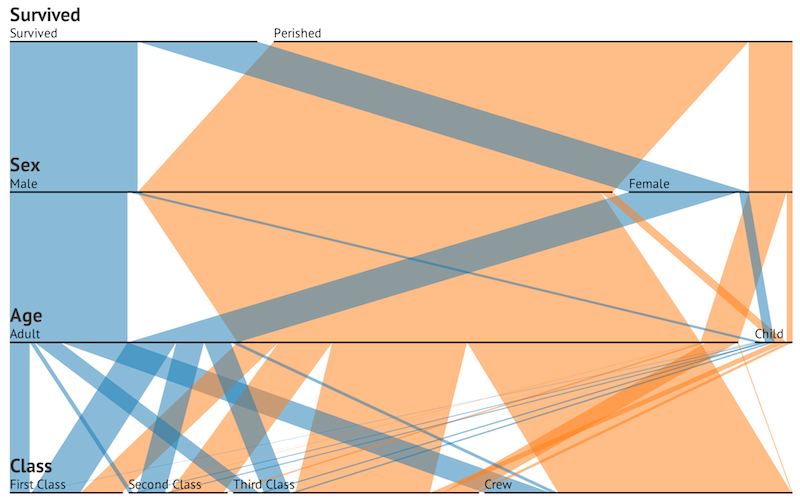 Survived
Survived Perished
Sex
Male Female
Age
Adult Child
Class
First Class Second Class Third Class Crew